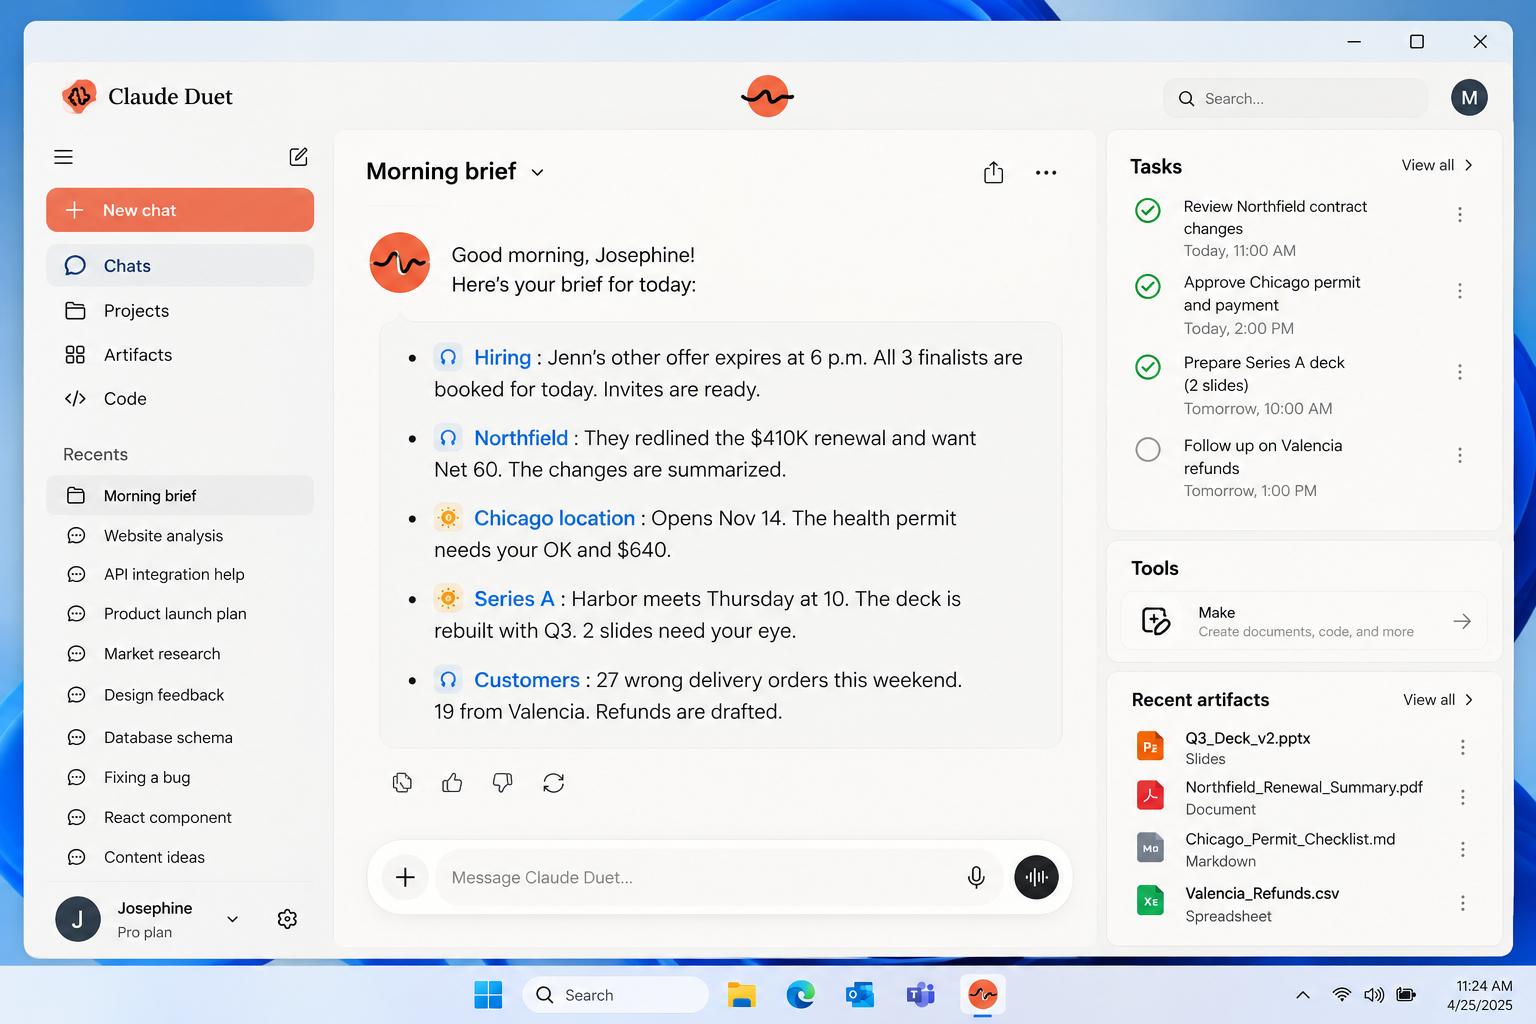 Claude Duet
Search...
M
New chat
Chats
Projects
Artifacts
Code
Recents
Morning brief
Website analysis
API integration help
Product launch plan
Market research
Design feedback
Database schema
Fixing a bug
React component
Content ideas
J
Josephine
Pro plan
Morning brief
Good morning, Josephine!
Here's your brief for today:
• Hiring : Jenn's other offer expires at 6 p.m. All 3 finalists are
booked for today. Invites are ready.
• Northfield : They redlined the $410K renewal and want
Net 60. The changes are summarized.
• Chicago location : Opens Nov 14. The health permit
needs your OK and $640.
• Series A : Harbor meets Thursday at 10. The deck is
rebuilt with Q3. 2 slides need your eye.
• Customers : 27 wrong delivery orders this weekend.
19 from Valencia. Refunds are drafted.
Message Claude Duet...
Tasks
View all
Review Northfield contract
changes
Today, 11:00 AM
Approve Chicago permit
and payment
Today, 2:00 PM
Prepare Series A deck
(2 slides)
Tomorrow, 10:00 AM
Follow up on Valencia
refunds
Tomorrow, 1:00 PM
Tools
Make
Create documents, code, and more
Recent artifacts
View all
Q3_Deck_v2.pptx
Slides
Northfield_Renewal_Summary.pdf
Document
Chicago_Permit_Checklist.md
Markdown
Valencia_Refunds.csv
Spreadsheet
Search
11:24 AM
4/25/2025